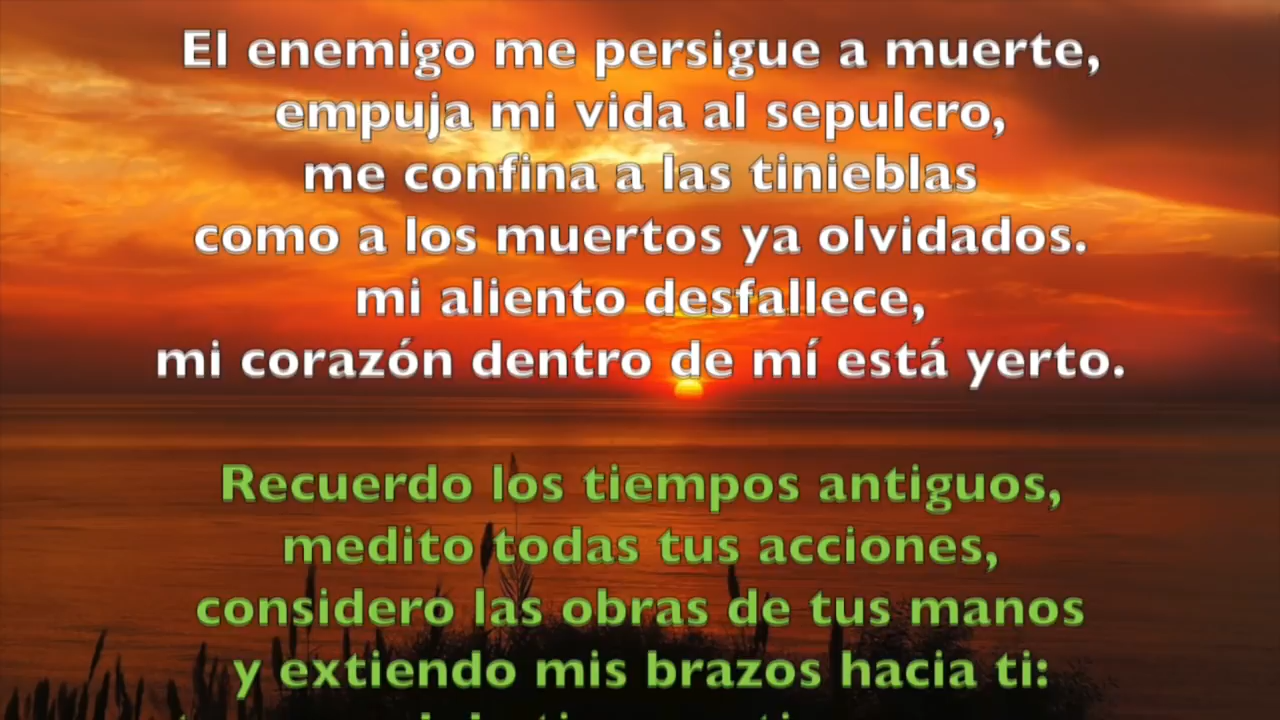 El enemigo me persigue a muerte,
empuja mi vida al sepulcro,
me confina a las tinieblas
como a los muertos ya olvidados.
mi aliento desfallece,
mi corazón dentro de mí está yerto.
Recuerdo los tiempos antiguos,
medito todas tus acciones,
considero las obras de tus manos
y extiendo mis brazos hacia ti: